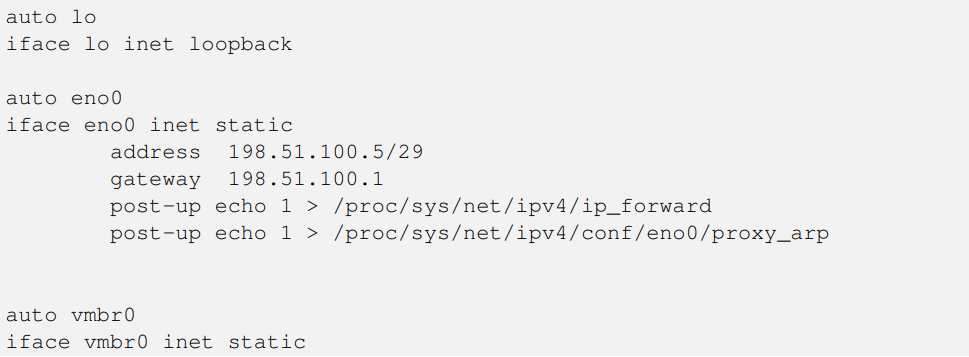 auto lo
iface lo inet loopback

auto eno0
iface eno0 inet static
        address  198.51.100.5/29
        gateway  198.51.100.1
        post-up echo 1 > /proc/sys/net/ipv4/ip_forward
        post-up echo 1 > /proc/sys/net/ipv4/conf/eno0/proxy_arp


auto vmbr0
iface vmbr0 inet static